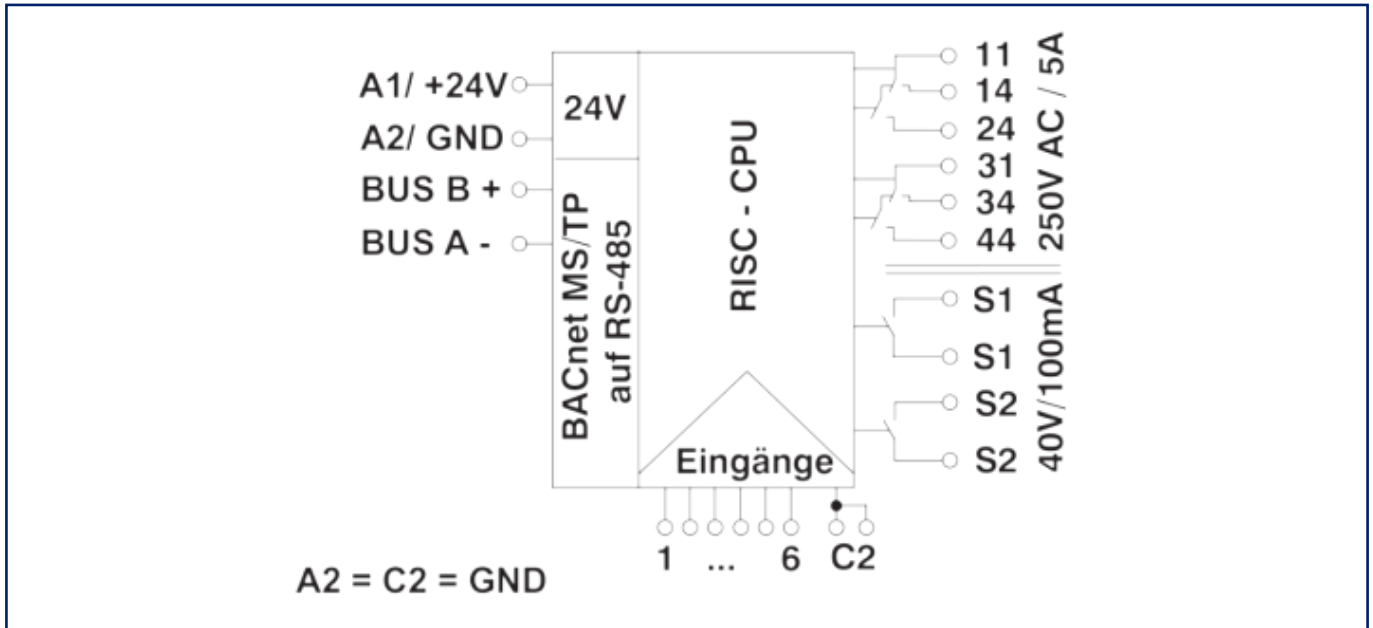 A1/ +24V
A2/ GND
BUS B +
BUS A -
24V
BACnet MS/TP
auf RS-485
RISC - CPU
Eingänge
11
14
24
31
34
44
250V AC / 5A
S1
S1
S2
S2
40V/100mA
1 ... 6 C2
A2 = C2 = GND